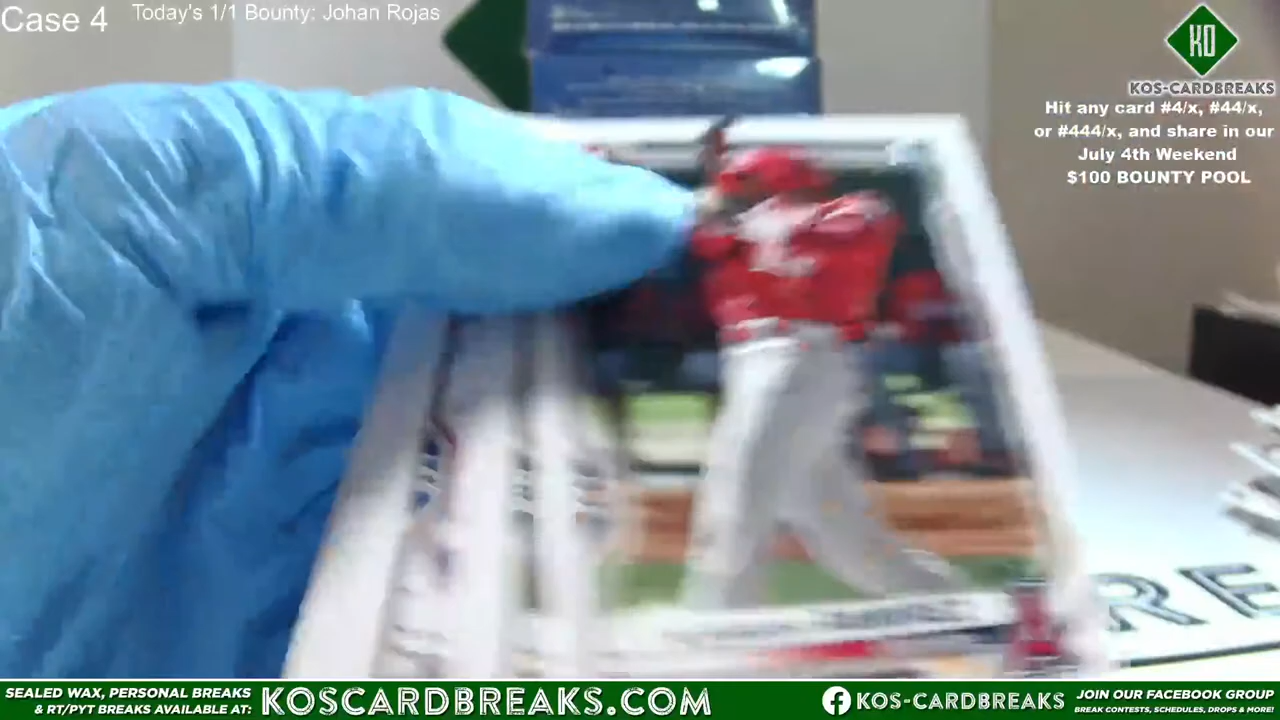 Case 4
Today's 1/1 Bounty: Johan Rojas
KO
KOS-CARDBREAKS
Hit any card #4/x, #44/x,
or #444/x, and share in our
July 4th Weekend
$100 BOUNTY POOL
RE
SEALED WAX, PERSONAL BREAKS
& RT/PYT BREAKS AVAILABLE AT:
KOSCARDBREAKS.COM
KOS-CARDBREAKS
JOIN OUR FACEBOOK GROUP
BREAK CONTESTS, SCHEDULES, DROPS & MORE!